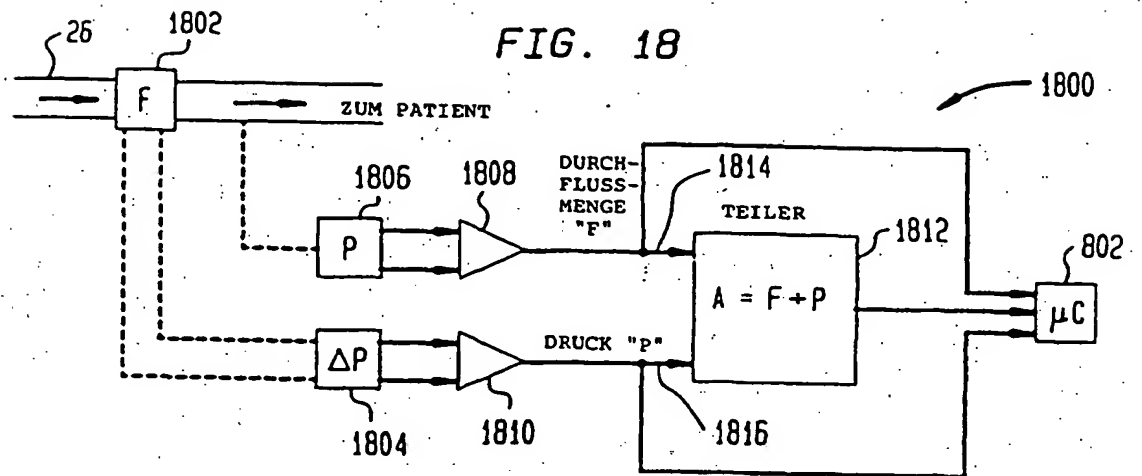 FIG. 18
26
1802
1800
F
ZUM PATIENT
1806
1808
DURCH-
FLUSS-
MENGE
"F"
1814
TEILER
1812
802
P
A = F+P
µC
DRUCK "P"
ΔP
1804
1810
1816